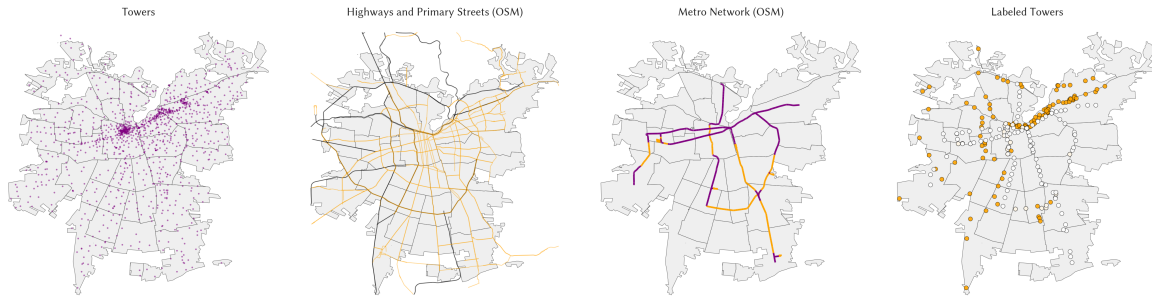 Towers
Highways and Primary Streets (OSM)
Metro Network (OSM)
Labeled Towers